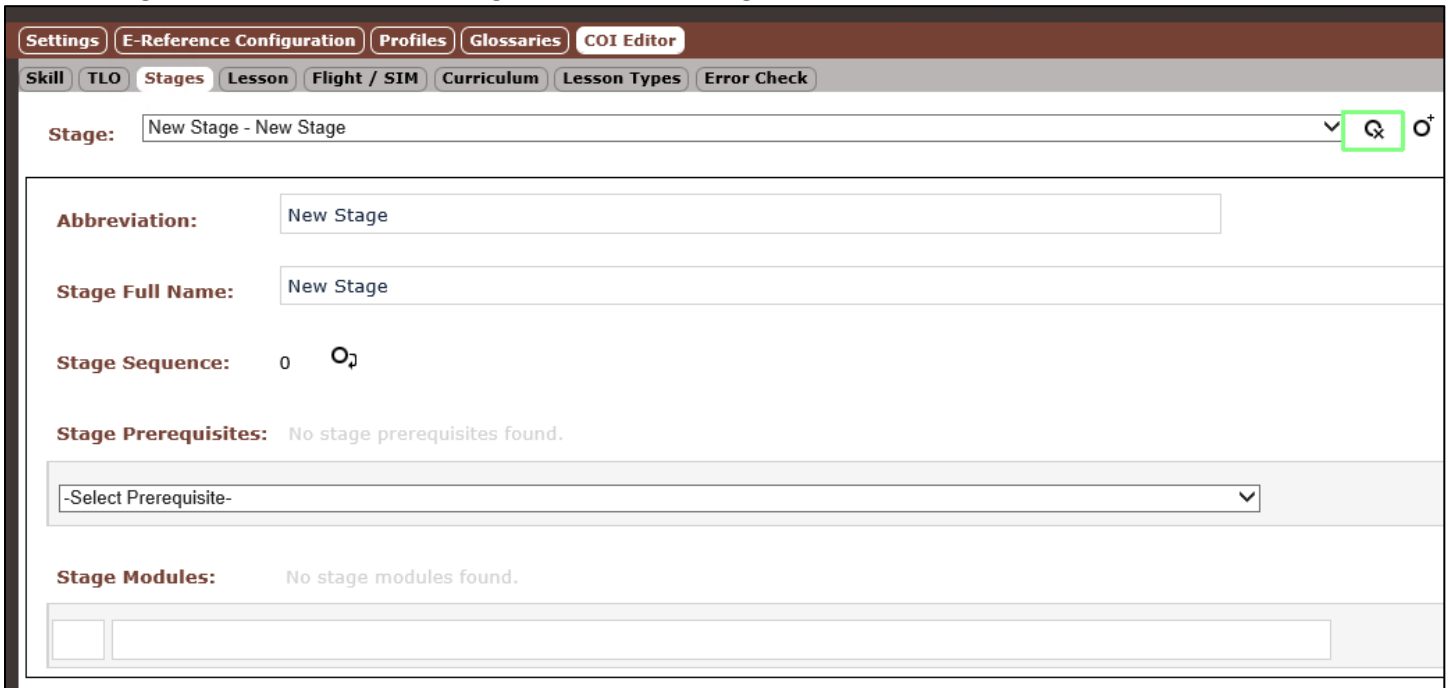 Settings E-Reference Configuration Profiles Glossaries COI Editor
Skill TLO Stages Lesson Flight / SIM Curriculum Lesson Types Error Check
Stage: New Stage - New Stage
Abbreviation: New Stage
Stage Full Name: New Stage
Stage Sequence: 0
Stage Prerequisites: No stage prerequisites found.
-Select Prerequisite-
Stage Modules: No stage modules found.